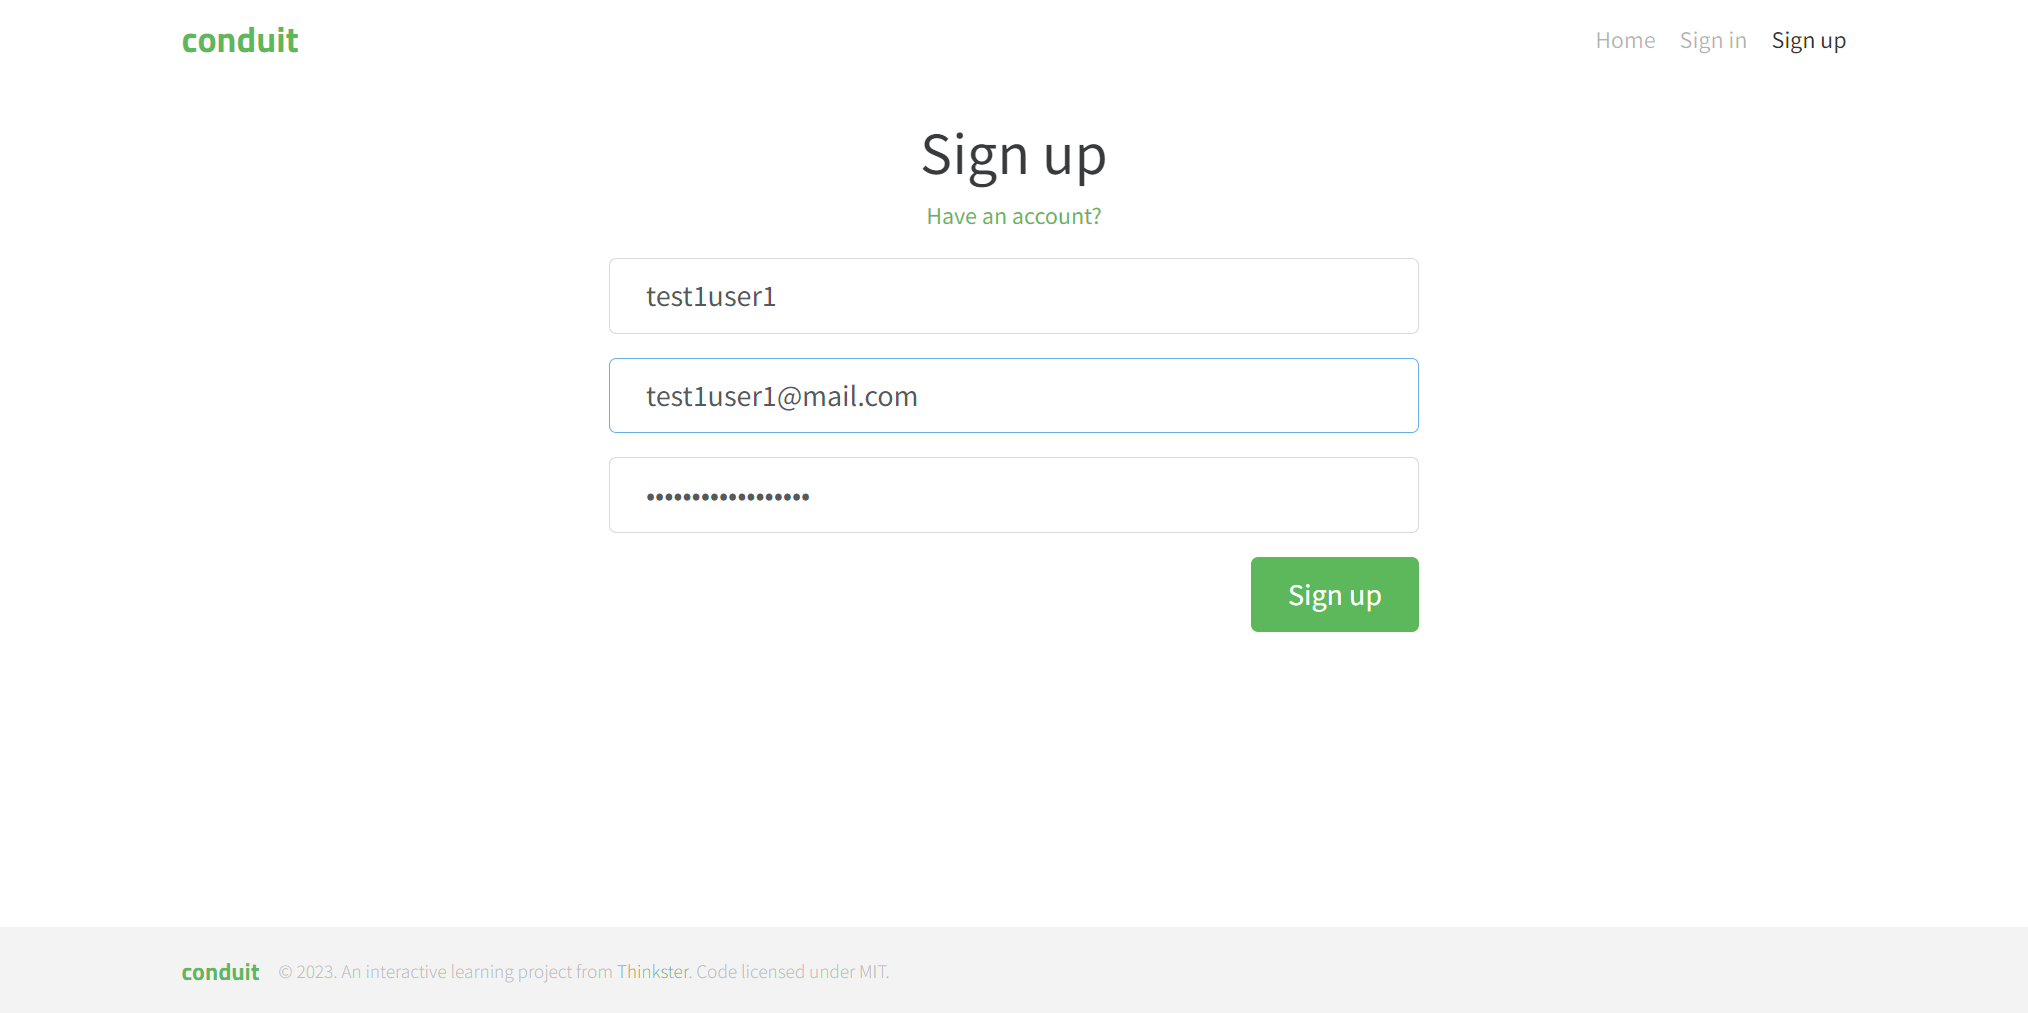 conduit
Home Sign in Sign up
Sign up
Have an account?
test1user1
test1user1@mail.com
••••••••••••••••••
Sign up
conduit © 2023. An interactive learning project from Thinkster. Code licensed under MIT.